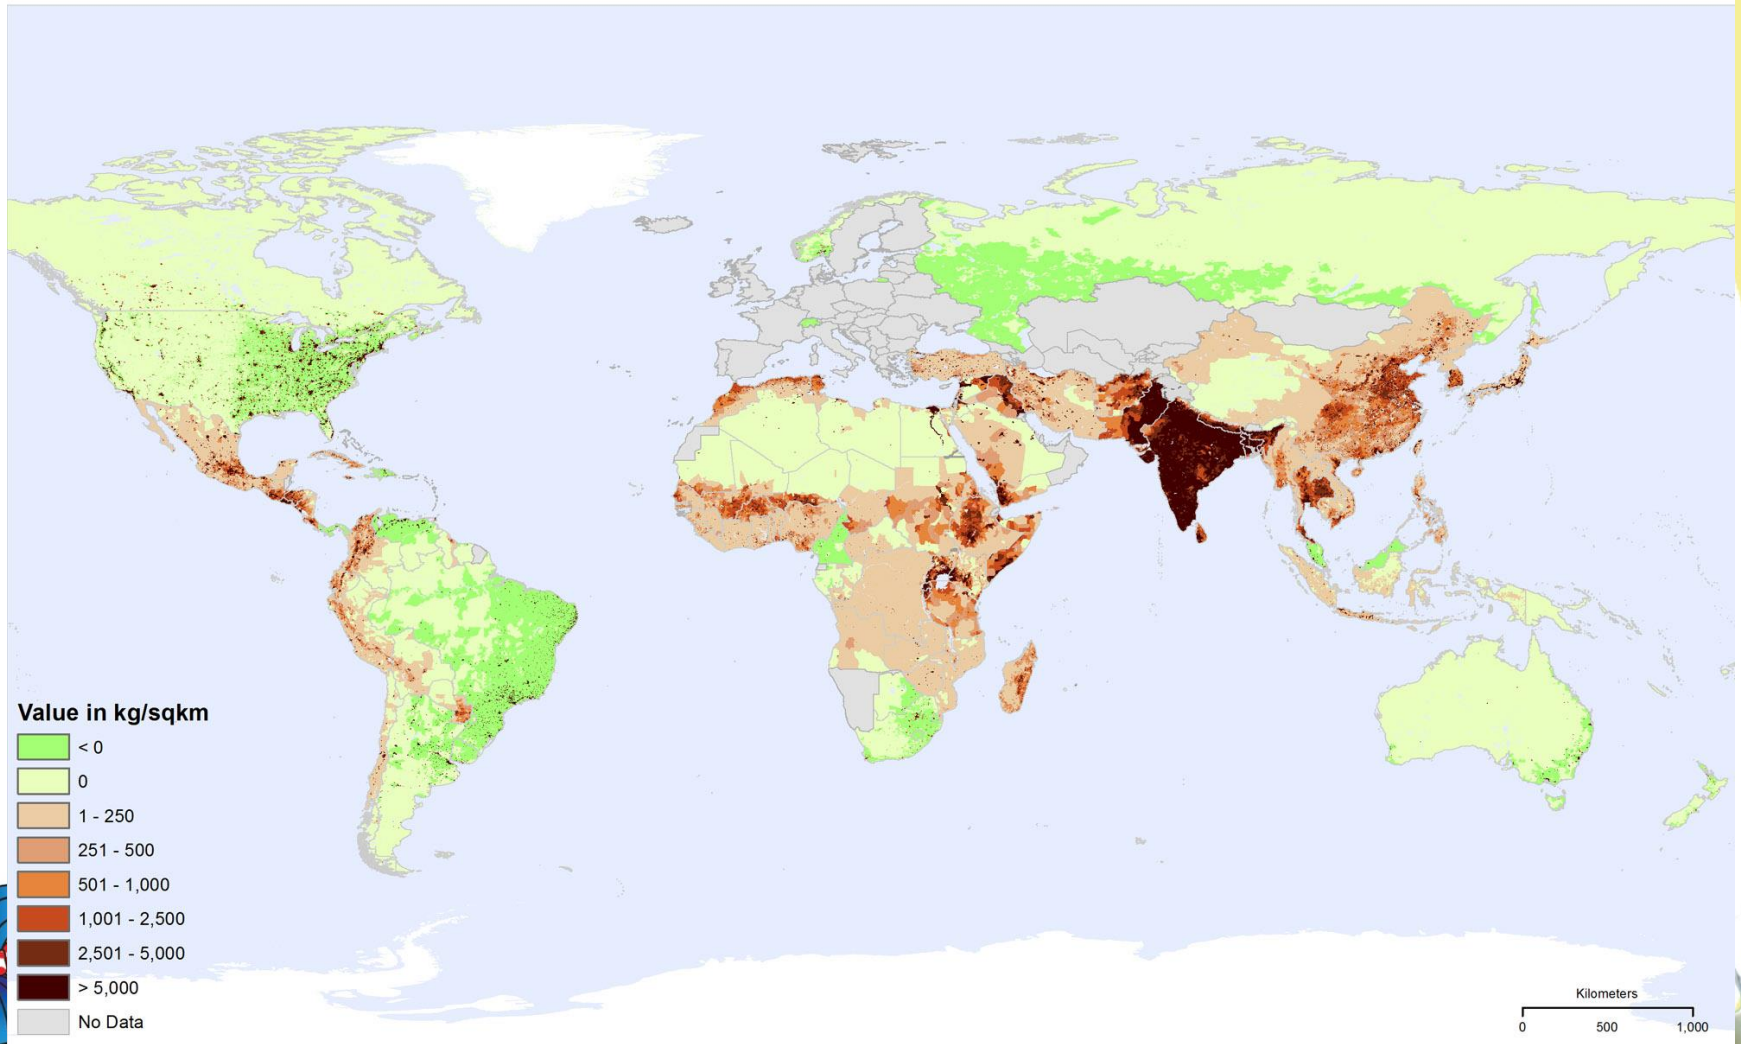 Value in kg/sqkm
< 0
0
1 - 250
251 - 500
501 - 1,000
1,001 - 2,500
2,501 - 5,000
> 5,000
No Data
Kilometers
0 500 1,000